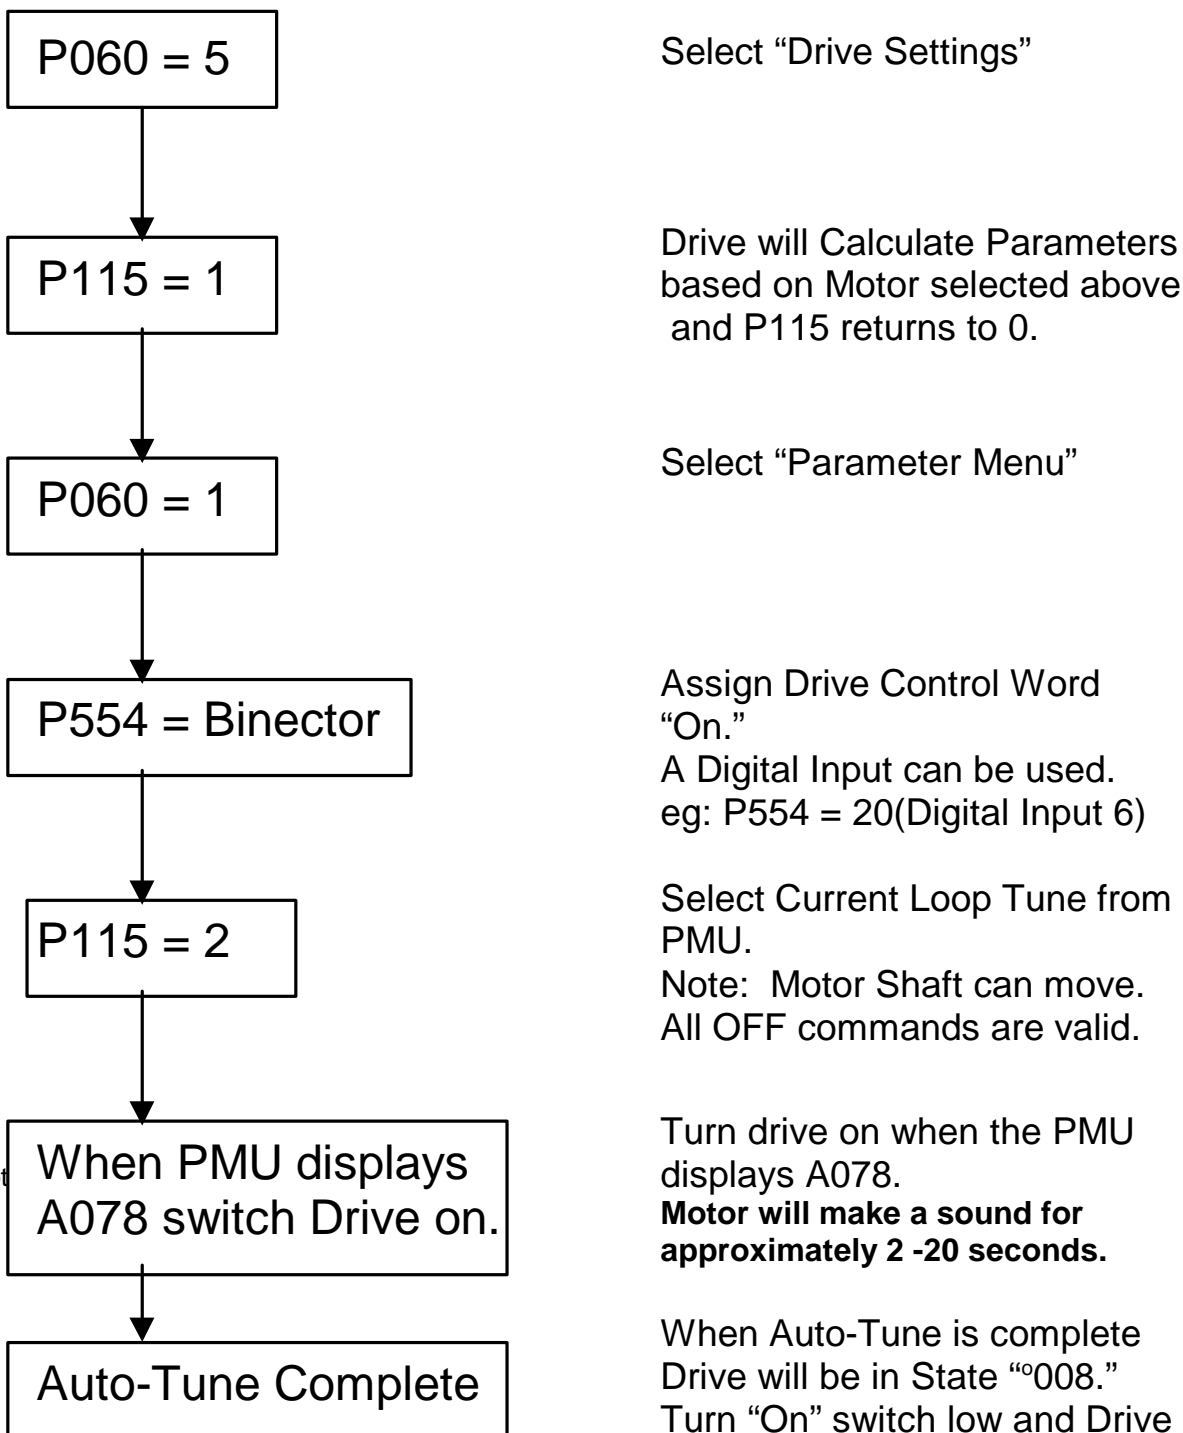 P060 = 5
Select “Drive Settings”
P115 = 1
Drive will Calculate Parameters
based on Motor selected above
and P115 returns to 0.
P060 = 1
Select “Parameter Menu”
P554 = Binector
Assign Drive Control Word
“On.”
A Digital Input can be used.
eg: P554 = 20(Digital Input 6)
P115 = 2
Select Current Loop Tune from
PMU.
Note: Motor Shaft can move.
All OFF commands are valid.
When PMU displays
A078 switch Drive on.
Turn drive on when the PMU
displays A078.
Motor will make a sound for
approximately 2 -20 seconds.
Auto-Tune Complete
When Auto-Tune is complete
Drive will be in State “º008.”
Turn “On” switch low and Drive